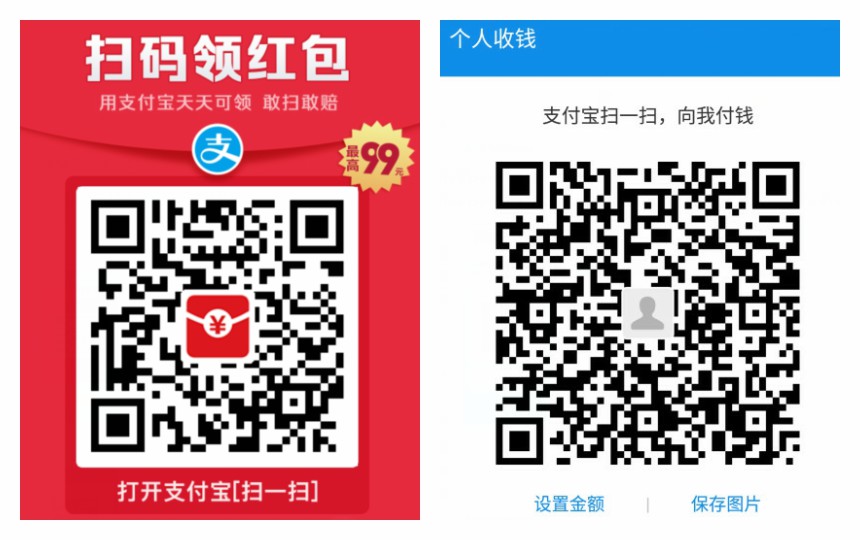 扫码领红包
用支付宝天天可领 敢扫敢赔
支
最高99元
打开支付宝[扫一扫]
个人收钱
支付宝扫一扫，向我付钱
设置金额 | 保存图片